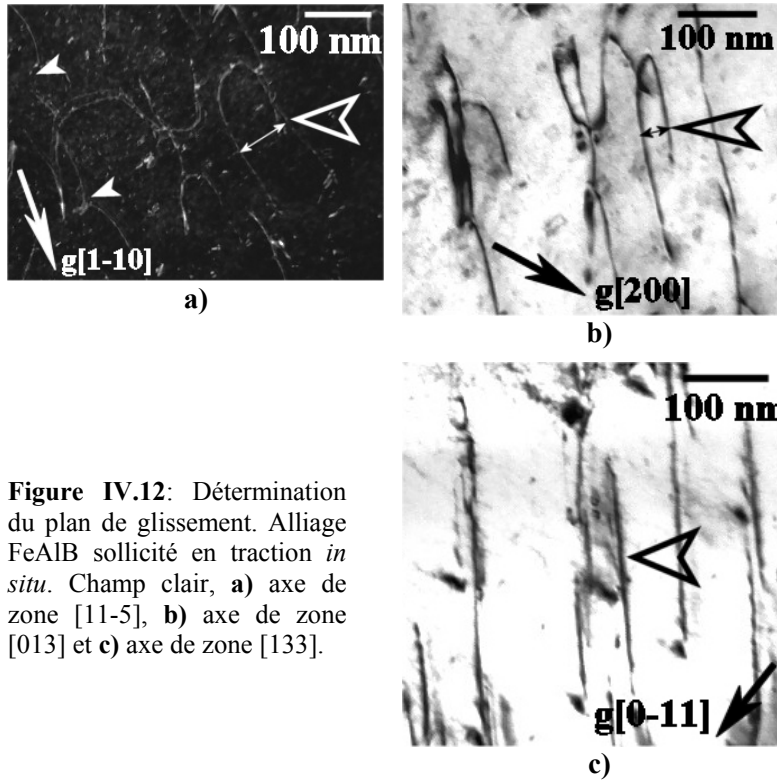 100 nm
g[1-10]
a)
100 nm
g[200]
b)
100 nm
g[0-11]
c)
Figure IV.12: Détermination
du plan de glissement. Alliage
FeAlB sollicité en traction in
situ. Champ clair, a) axe de
zone [11-5], b) axe de zone
[013] et c) axe de zone [133].